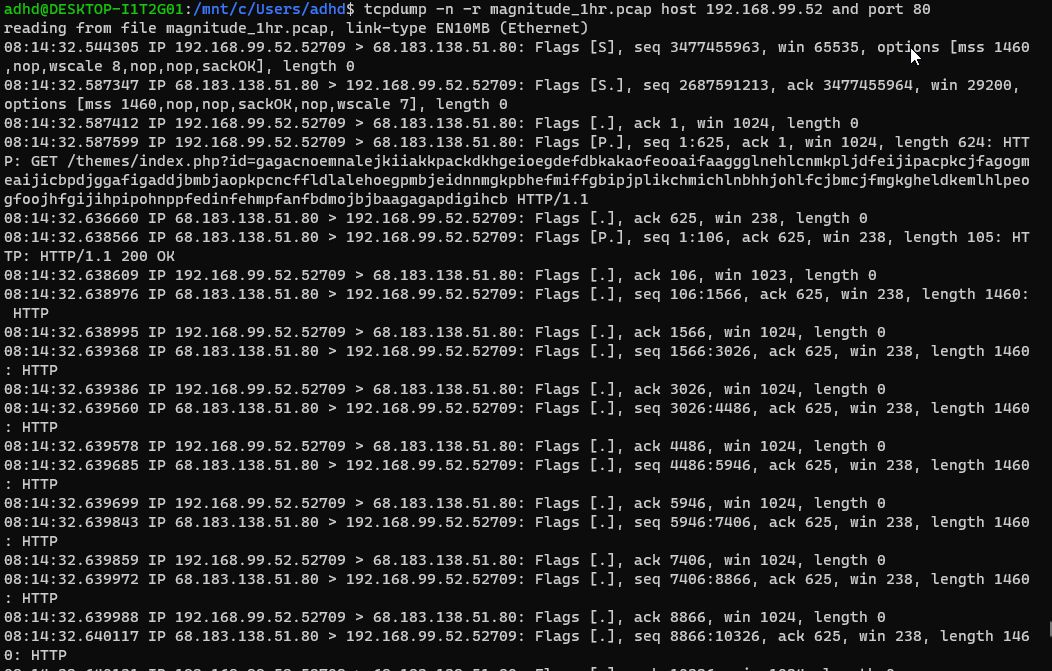 adhd@DESKTOP-I1T2G01:/mnt/c/Users/adhd$ tcpdump -n -r magnitude_1hr.pcap host 192.168.99.52 and port 80
reading from file magnitude_1hr.pcap, link-type EN10MB (Ethernet)
08:14:32.544305 IP 192.168.99.52.52709 > 68.183.138.51.80: Flags [S], seq 3477455963, win 65535, options [mss 1460
,nop,wscale 8,nop,nop,sackOK], length 0
08:14:32.587347 IP 68.183.138.51.80 > 192.168.99.52.52709: Flags [S.], seq 2687591213, ack 3477455964, win 29200,
options [mss 1460,nop,nop,sackOK,nop,wscale 7], length 0
08:14:32.587412 IP 192.168.99.52.52709 > 68.183.138.51.80: Flags [.], ack 1, win 1024, length 0
08:14:32.587599 IP 192.168.99.52.52709 > 68.183.138.51.80: Flags [P.], seq 1:625, ack 1, win 1024, length 624: HTT
P: GET /themes/index.php?id=gagacnoemnalejkiiakkpackdkhgeioegdefdbkakaofeooaifaaggglnehlcnmkpljdfeijipacpkcjfagogm
eaijicbpdjggafigaddjbmbjaopkpcncffldlalehoegpmbjeidnnmgkpbhefmiffgbipjplikchmichlnbhhjohlfcjbmcjfmgkgheldkemlhlpeo
gfoojhfgijihpipohnppfedinfehmpfanfbdmojbjbaagagapdigihcb HTTP/1.1
08:14:32.636660 IP 68.183.138.51.80 > 192.168.99.52.52709: Flags [.], ack 625, win 238, length 0
08:14:32.638566 IP 68.183.138.51.80 > 192.168.99.52.52709: Flags [P.], seq 1:106, ack 625, win 238, length 105: HT
TP: HTTP/1.1 200 OK
08:14:32.638609 IP 192.168.99.52.52709 > 68.183.138.51.80: Flags [.], ack 106, win 1023, length 0
08:14:32.638976 IP 68.183.138.51.80 > 192.168.99.52.52709: Flags [.], seq 106:1566, ack 625, win 238, length 1460:
HTTP
08:14:32.638995 IP 192.168.99.52.52709 > 68.183.138.51.80: Flags [.], ack 1566, win 1024, length 0
08:14:32.639368 IP 68.183.138.51.80 > 192.168.99.52.52709: Flags [.], seq 1566:3026, ack 625, win 238, length 1460
: HTTP
08:14:32.639386 IP 192.168.99.52.52709 > 68.183.138.51.80: Flags [.], ack 3026, win 1024, length 0
08:14:32.639560 IP 68.183.138.51.80 > 192.168.99.52.52709: Flags [.], seq 3026:4486, ack 625, win 238, length 1460
: HTTP
08:14:32.639578 IP 192.168.99.52.52709 > 68.183.138.51.80: Flags [.], ack 4486, win 1024, length 0
08:14:32.639685 IP 68.183.138.51.80 > 192.168.99.52.52709: Flags [.], seq 4486:5946, ack 625, win 238, length 1460
: HTTP
08:14:32.639699 IP 192.168.99.52.52709 > 68.183.138.51.80: Flags [.], ack 5946, win 1024, length 0
08:14:32.639843 IP 68.183.138.51.80 > 192.168.99.52.52709: Flags [.], seq 5946:7406, ack 625, win 238, length 1460
: HTTP
08:14:32.639859 IP 192.168.99.52.52709 > 68.183.138.51.80: Flags [.], ack 7406, win 1024, length 0
08:14:32.639972 IP 68.183.138.51.80 > 192.168.99.52.52709: Flags [.], seq 7406:8866, ack 625, win 238, length 1460
: HTTP
08:14:32.639988 IP 192.168.99.52.52709 > 68.183.138.51.80: Flags [.], ack 8866, win 1024, length 0
08:14:32.640117 IP 68.183.138.51.80 > 192.168.99.52.52709: Flags [.], seq 8866:10326, ack 625, win 238, length 146
0: HTTP